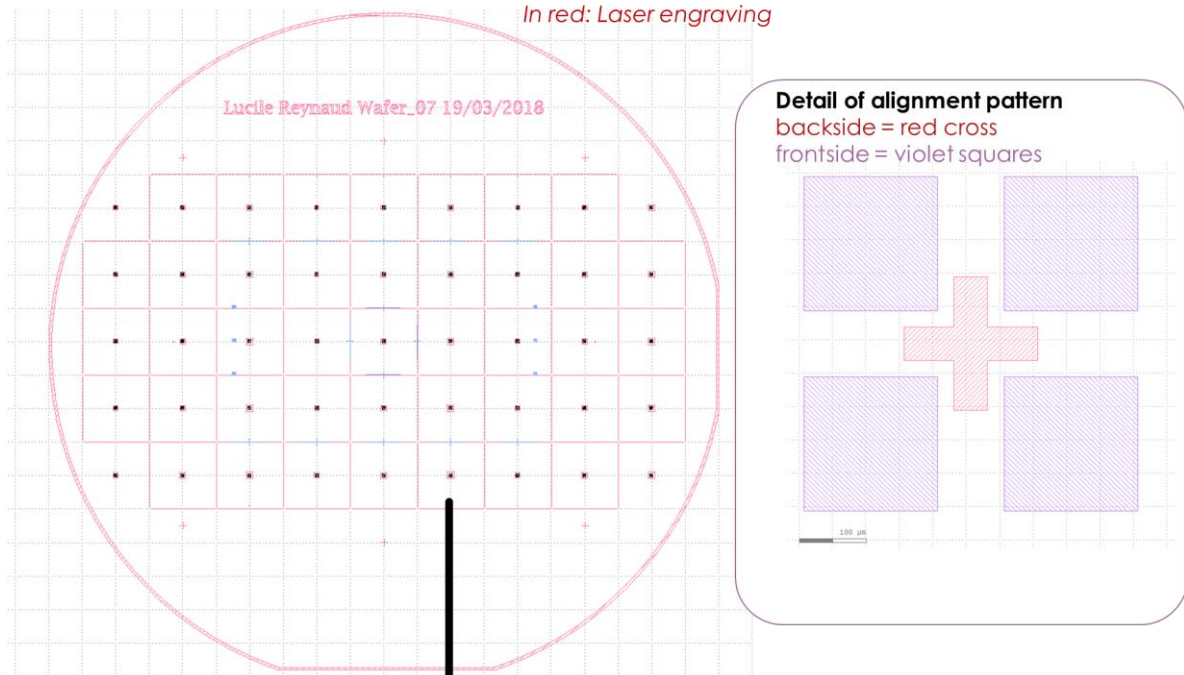 In red: Laser engraving
Lucile Reynaud Wafer_07 19/03/2018
Detail of alignment pattern
backside = red cross
frontside = violet squares
100 µm